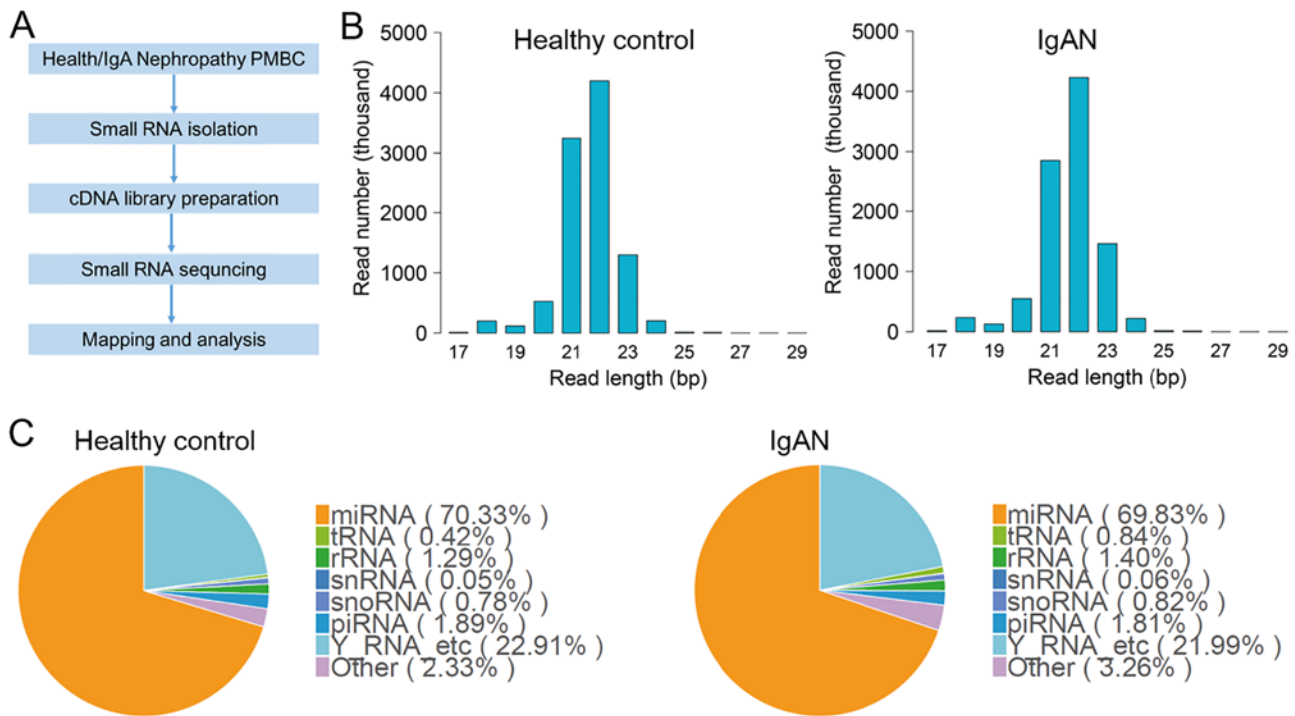 A
Health/IgA Nephropathy PMBC
Small RNA isolation
cDNA library preparation
Small RNA sequncing
Mapping and analysis
B
Healthy control
Read number (thousand)
5000
4000
3000
2000
1000
0
17 19 21 23 25 27 29
Read length (bp)
IgAN
Read number (thousand)
5000
4000
3000
2000
1000
0
17 19 21 23 25 27 29
Read length (bp)
C
Healthy control
miRNA ( 70.33% )
tRNA ( 0.42% )
rRNA ( 1.29% )
snRNA ( 0.05% )
snoRNA ( 0.78% )
piRNA ( 1.89% )
Y_RNA_etc ( 22.91% )
Other ( 2.33% )
IgAN
miRNA ( 69.83% )
tRNA ( 0.84% )
rRNA ( 1.40% )
snRNA ( 0.06% )
snoRNA ( 0.82% )
piRNA ( 1.81% )
Y_RNA_etc ( 21.99% )
Other ( 3.26% )